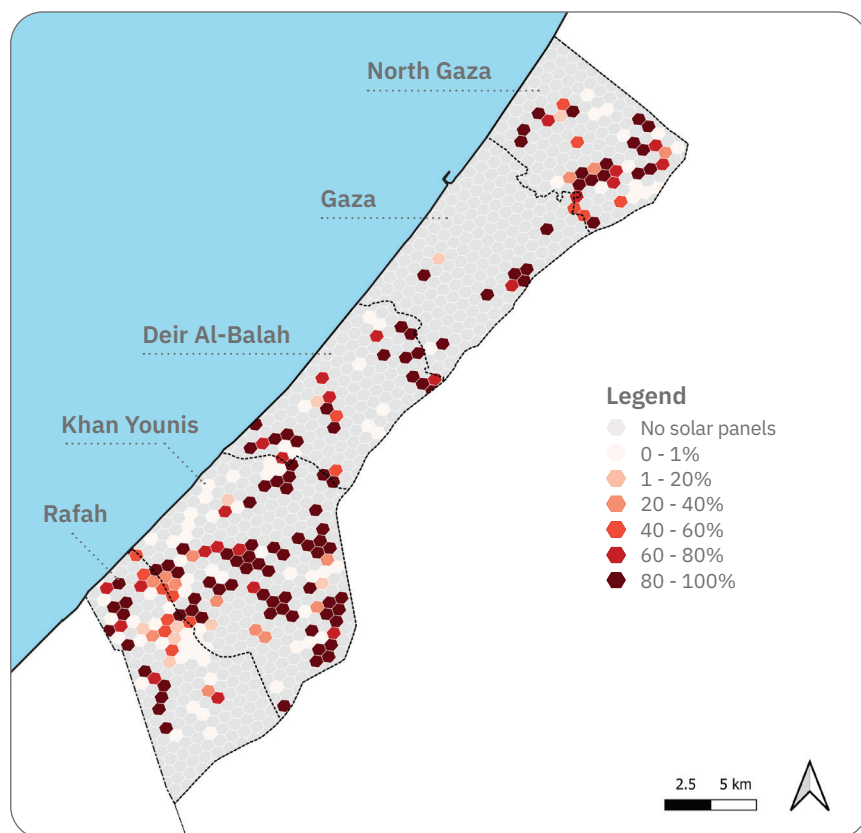 North Gaza
Gaza
Deir Al-Balah
Khan Younis
Rafah
Legend
No solar panels
0 - 1%
1 - 20%
20 - 40%
40 - 60%
60 - 80%
80 - 100%
2.5 5 km